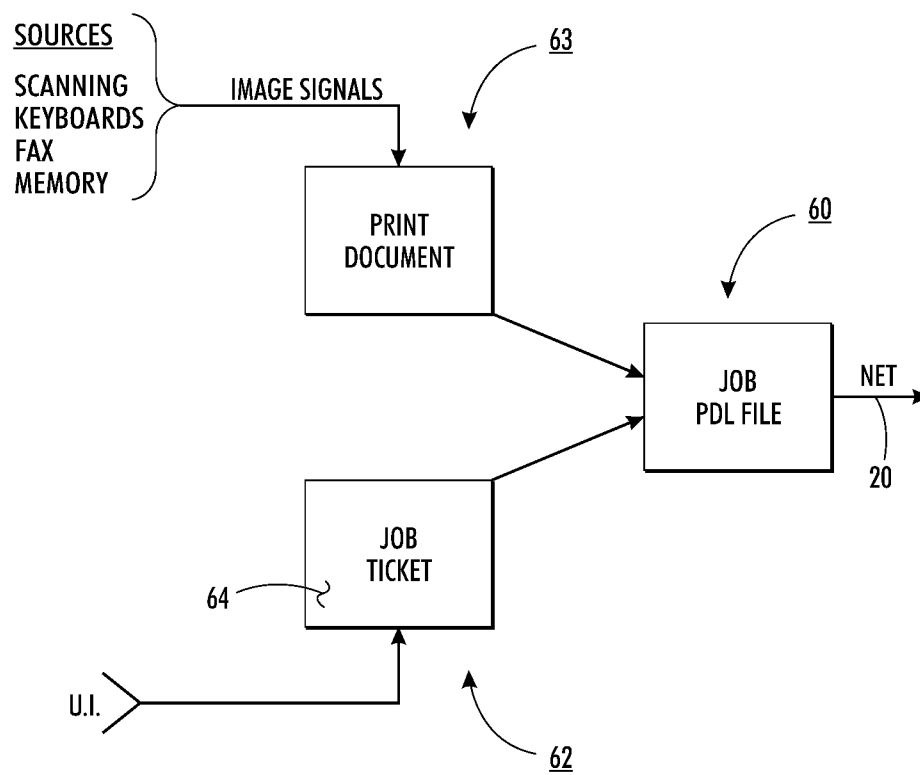 SOURCES
SCANNING
KEYBOARDS
FAX
MEMORY
IMAGE SIGNALS
63
PRINT
DOCUMENT
60
JOB
PDL FILE
NET
20
JOB
TICKET
64
U.I.
62